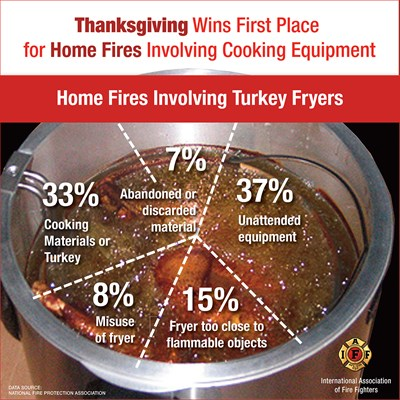 Thanksgiving Wins First Place
for Home Fires Involving Cooking Equipment
Home Fires Involving Turkey Fryers
7%
Abandoned or
discarded
material
33%
Cooking
Materials or
Turkey
37%
Unattended
equipment
8%
Misuse
of fryer
15%
Fryer too close to
flammable objects
I A F F
International Association
of Fire Fighters
DATA SOURCE:
NATIONAL FIRE PROTECTION ASSOCIATION